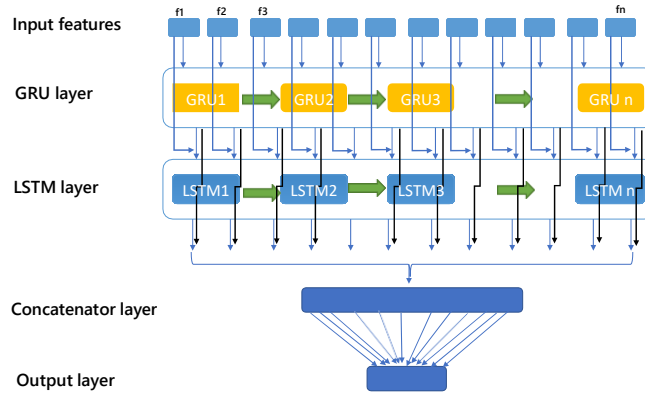 f1 f2 f3 fn
Input features
GRU layer
GRU1 GRU2 GRU3 GRU n
LSTM layer
LSTM1 LSTM2 LSTM3 LSTM n
Concatenator layer
Output layer